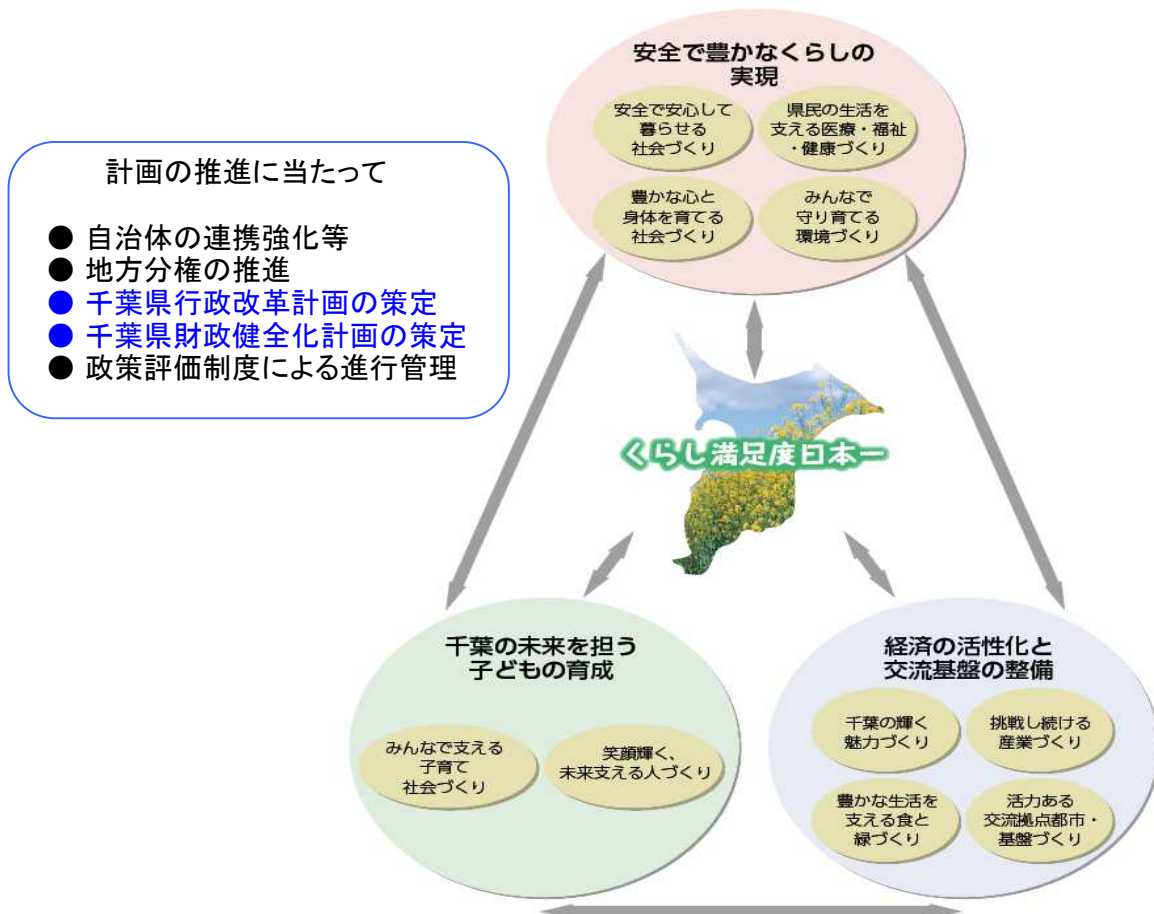 安全で豊かなくらしの
実現
安全で安心して
暮らせる
社会づくり
県民の生活を
支える医療・福祉
・健康づくり
豊かな心と
身体を育てる
社会づくり
みんなで
守り育てる
環境づくり
計画の推進に当たって
● 自治体の連携強化等
● 地方分権の推進
● 千葉県行政改革計画の策定
● 千葉県財政健全化計画の策定
● 政策評価制度による進行管理
くらし満足度日本一
千葉の未来を担う
子どもの育成
みんなで支える
子育て
社会づくり
笑顔輝く、
未来支える人づくり
経済の活性化と
交流基盤の整備
千葉の輝く
魅力づくり
挑戦し続ける
産業づくり
豊かな生活を
支える食と
緑づくり
活力ある
交流拠点都市・
基盤づくり